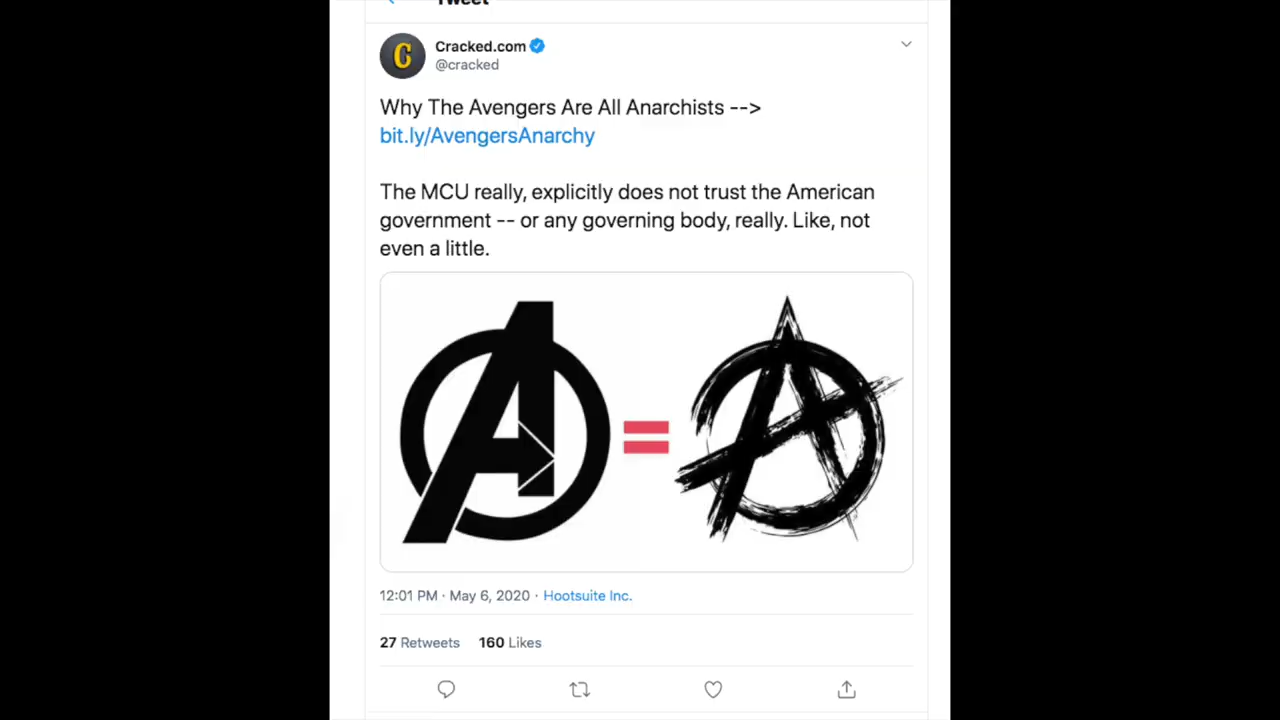 Tweet
Cracked.com
@cracked
Why The Avengers Are All Anarchists -->
bit.ly/AvengersAnarchy
The MCU really, explicitly does not trust the American
government -- or any governing body, really. Like, not
even a little.
12:01 PM · May 6, 2020 · Hootsuite Inc.
27 Retweets 160 Likes